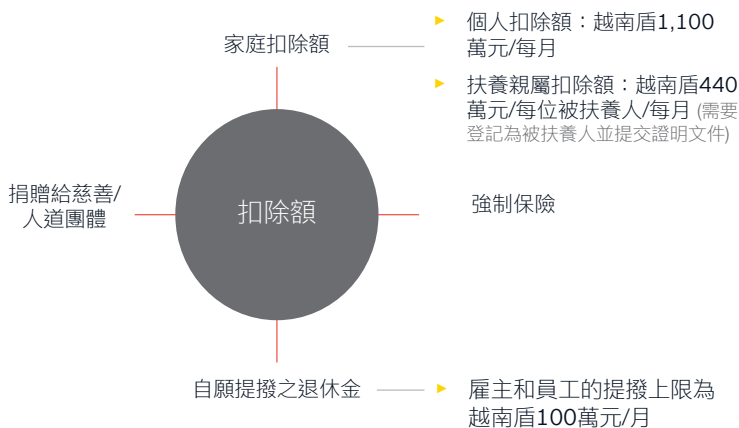 家庭扣除額
► 個人扣除額：越南盾1,100
萬元/每月
► 扶養親屬扣除額：越南盾440
萬元/每位被扶養人/每月 (需要
登記為被扶養人並提交證明文件)
捐贈給慈善/
人道團體
扣除額
強制保險
自願提撥之退休金
► 雇主和員工的提撥上限為
越南盾100萬元/月